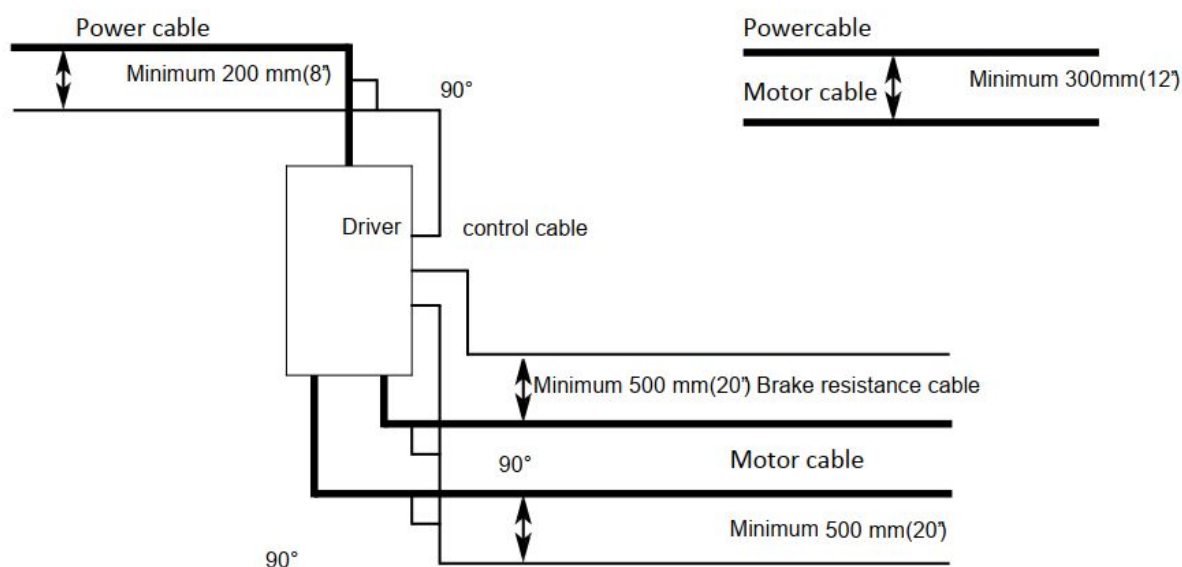 Power cable
Minimum 200 mm(8")
90°
Powercable
Motor cable
Minimum 300mm(12")
Driver
control cable
Minimum 500 mm(20") Brake resistance cable
90°
Motor cable
Minimum 500 mm(20")
90°